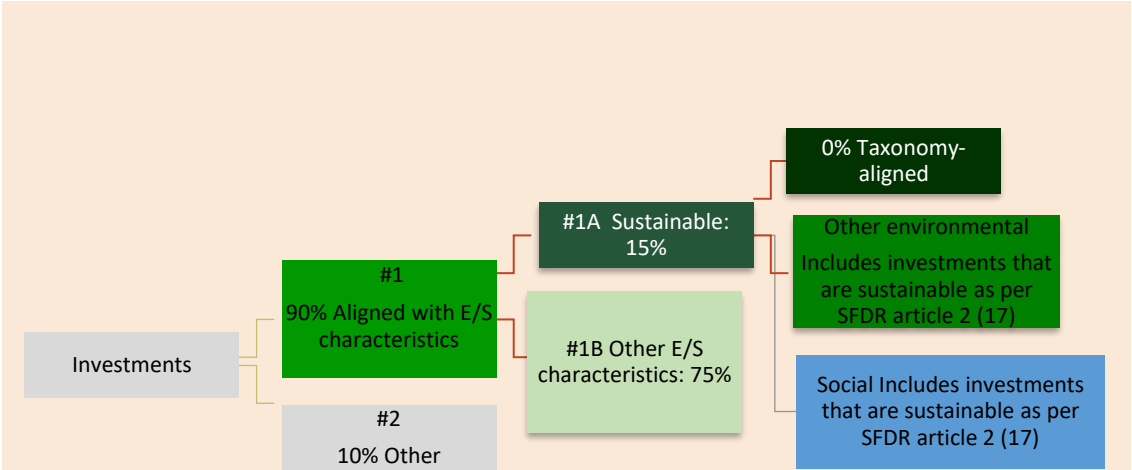 Investments
#1
90% Aligned with E/S
characteristics
#2
10% Other
#1A Sustainable:
15%
#1B Other E/S
characteristics: 75%
0% Taxonomy-
aligned
Other environmental
Includes investments that
are sustainable as per
SFDR article 2 (17)
Social Includes investments
that are sustainable as per
SFDR article 2 (17)